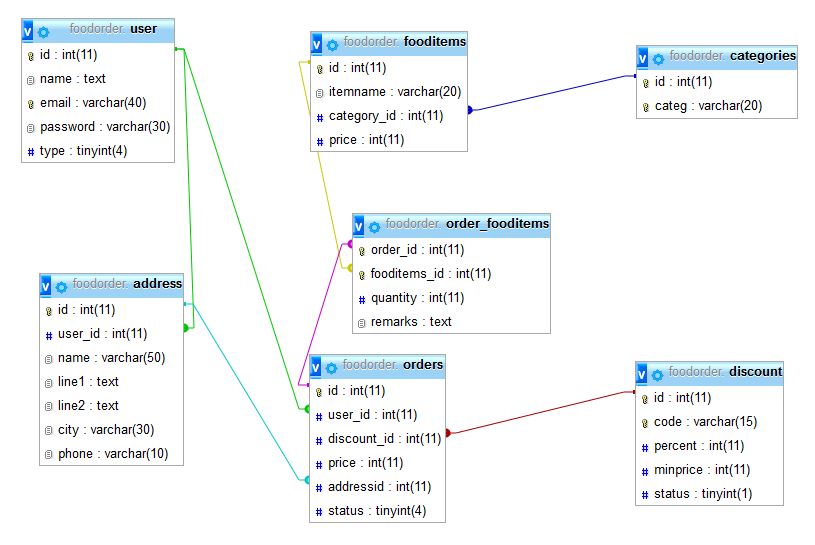 foodorder. user
id : int(11)
name : text
email : varchar(40)
password : varchar(30)
type : tinyint(4)
foodorder. fooditems
id : int(11)
itemname : varchar(20)
category_id : int(11)
price : int(11)
foodorder. categories
id : int(11)
categ : varchar(20)
foodorder. order_fooditems
order_id : int(11)
fooditems_id : int(11)
quantity : int(11)
remarks : text
foodorder. address
id : int(11)
user_id : int(11)
name : varchar(50)
line1 : text
line2 : text
city : varchar(30)
phone : varchar(10)
foodorder. orders
id : int(11)
user_id : int(11)
discount_id : int(11)
price : int(11)
addressid : int(11)
status : tinyint(4)
foodorder. discount
id : int(11)
code : varchar(15)
percent : int(11)
minprice : int(11)
status : tinyint(1)